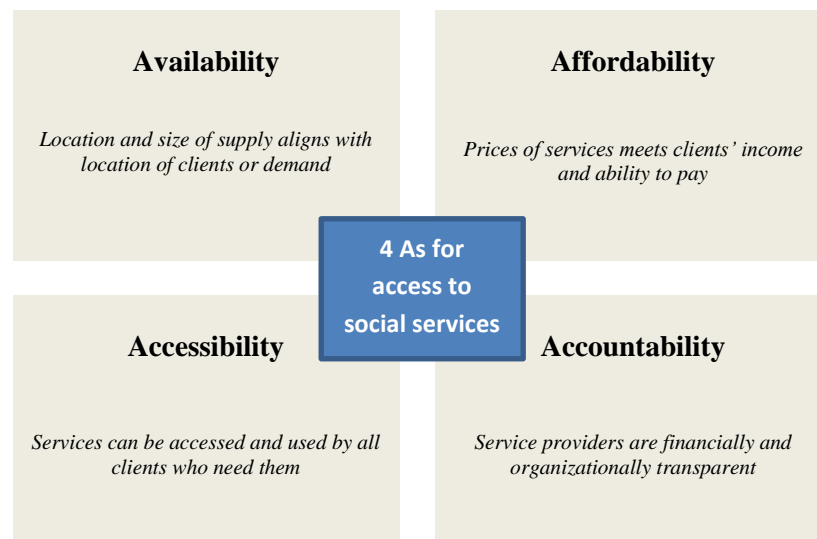 Availability
Location and size of supply aligns with
location of clients or demand
Affordability
Prices of services meets clients’ income
and ability to pay
4 As for
access to
social services
Accessibility
Services can be accessed and used by all
clients who need them
Accountability
Service providers are financially and
organizationally transparent